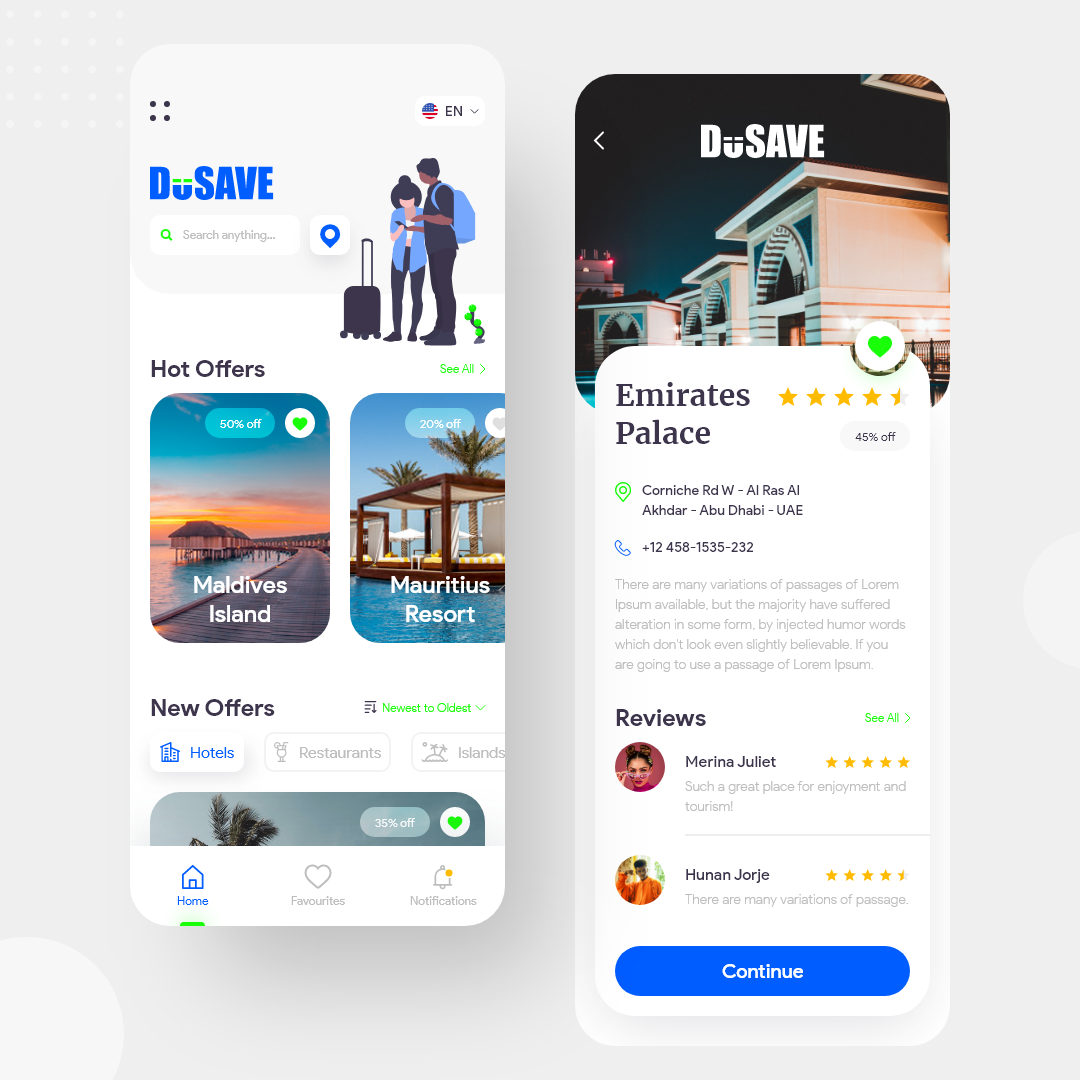 EN
DüSAVE
Search anything...
Hot Offers
See All
50% off
20% off
Maldives
Island
Mauritius
Resort
New Offers
Newest to Oldest
Hotels
Restaurants
Islands
35% off
Home
Favourites
Notifications
DüSAVE
Emirates
Palace
45% off
Corniche Rd W - Al Ras Al
Akhdar - Abu Dhabi - UAE
+12 458-1535-232
There are many variations of passages of Lorem
Ipsum available, but the majority have suffered
alteration in some form, by injected humor words
which don't look even slightly believable. If you
are going to use a passage of Lorem Ipsum.
Reviews
See All
Merina Juliet
Such a great place for enjoyment and
tourism!
Hunan Jorje
There are many variations of passage.
Continue